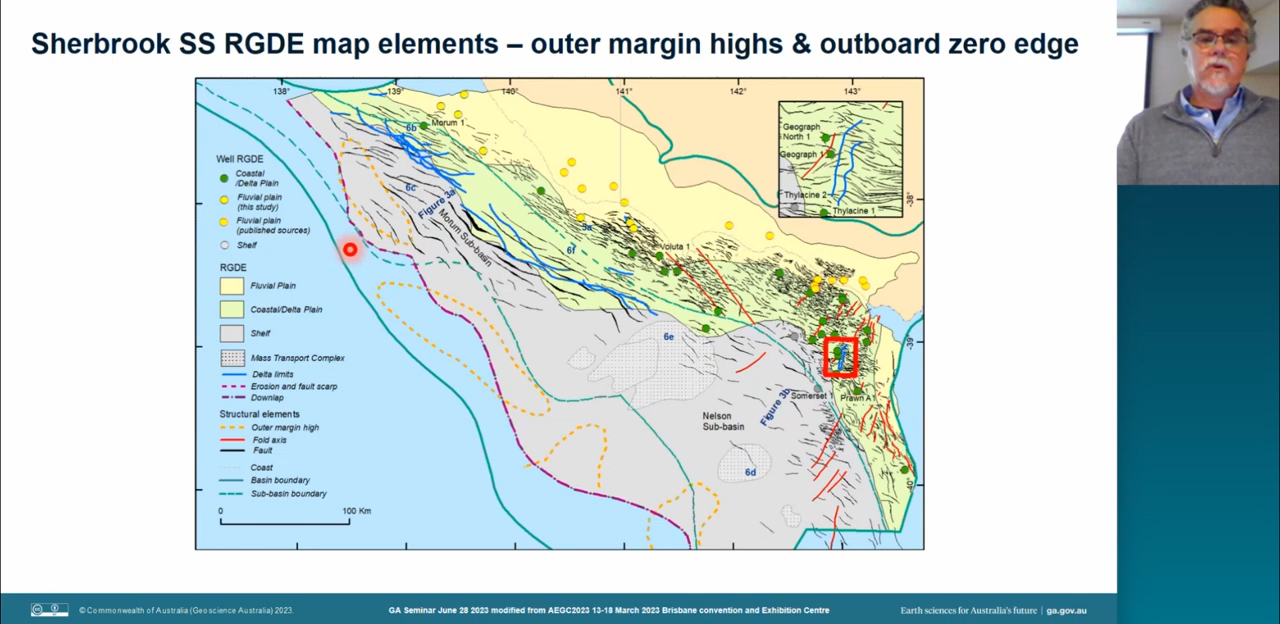 Sherbrook SS RGDE map elements – outer margin highs & outboard zero edge
138°
139°
140°
141°
142°
143°
Morum 1
6b
6c
Figure 3a
Morum Sub-basin
5a
6f
Voluta 1
Geograph
North 1
Geograph 1
Thylacine 2
Thylacine 1
-38°
-39°
-40°
6e
Figure 3b
Somerset 1
Prawn A1
Nelson
Sub-basin
6d
Well RGDE
Coastal
/Delta Plain
Fluvial plain
(this study)
Fluvial plain
(published sources)
Shelf
RGDE
Fluvial Plain
Coastal/Delta Plain
Shelf
Mass Transport Complex
Delta limits
Erosion and fault scarp
Downlap
Structural elements
Outer margin high
Fold axis
Fault
Coast
Basin boundary
Sub-basin boundary
0 100 Km
© Commonwealth of Australia (Geoscience Australia) 2023.
GA Seminar June 28 2023 modified from AEGC2023 13-18 March 2023 Brisbane convention and Exhibition Centre
Earth sciences for Australia's future | ga.gov.au